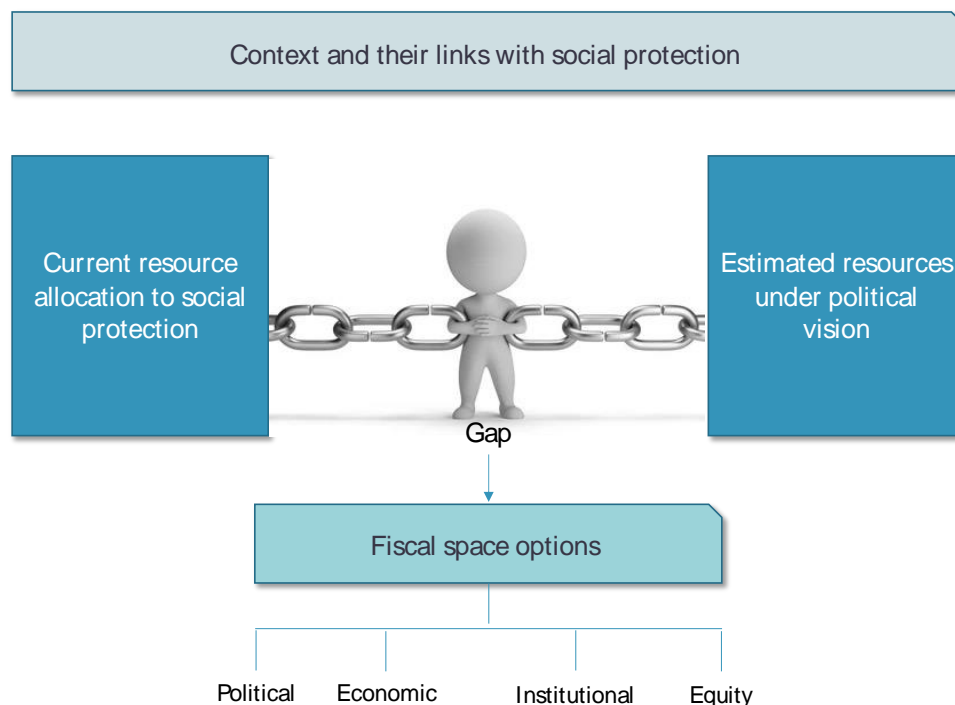 Context and their links with social protection
Current resource
allocation to social
protection
Estimated resources
under political
vision
Gap
Fiscal space options
Political
Economic
Institutional
Equity